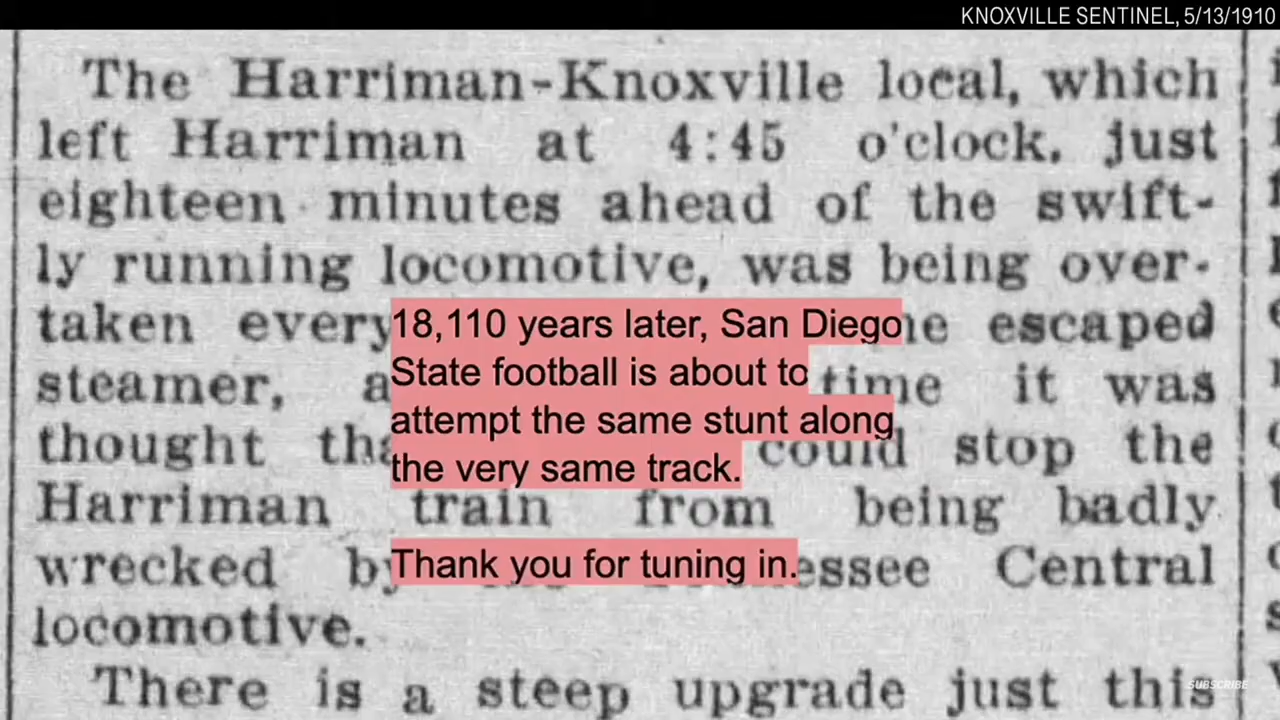 KNOXVILLE SENTINEL, 5/13/1910
The Harriman-Knoxville local, which
left Harriman at 4:45 o'clock, just
eighteen minutes ahead of the swift-
ly running locomotive, was being over-
taken every
18,110 years later, San Diego
escaped
steamer, a
State football is about to
time it was
attempt the same stunt along
thought tha
could stop the
the very same track.
Harriman train from being badly
wrecked by
Thank you for tuning in.
essee Central
locomotive.
There is a steep upgrade just this
SUBSCRIBE